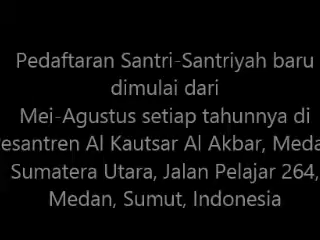 Pedaftaran Santri-Santriyah baru
dimulai dari
Mei-Agustus setiap tahunnya di
esantren Al Kautsar Al Akbar, Meda
Sumatera Utara, Jalan Pelajar 264,
Medan, Sumut, Indonesia